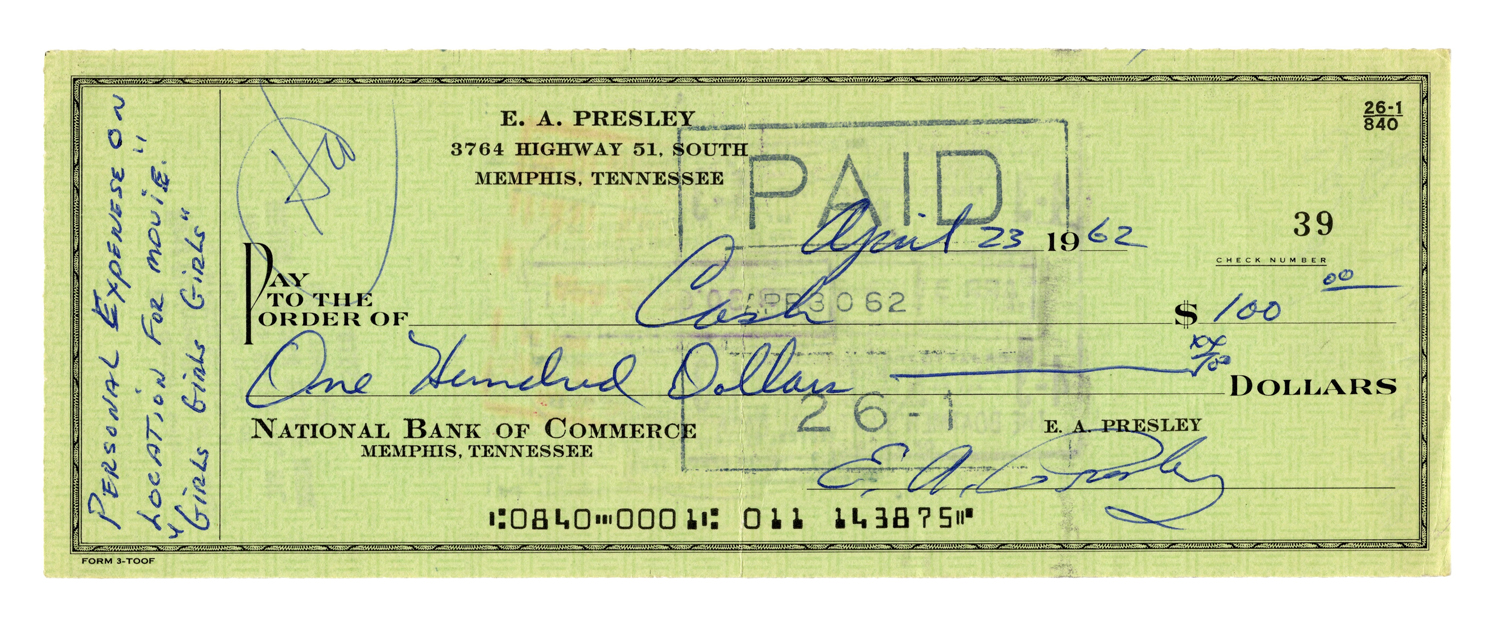 PERSONAL EXPENESE ON
LOCATION FOR MOVIE."
"GIRLS GIRLS GIRLS"
E. A. PRESLEY
3764 HIGHWAY 51, SOUTH
MEMPHIS, TENNESSEE
26-1
840
PAID
April 23 1962
39
CHECK NUMBER
PAY
TO THE
ORDER OF Cash $ 100 00
APR 30 62
One Hundred Dollars XX/100 DOLLARS
26-1
NATIONAL BANK OF COMMERCE
MEMPHIS, TENNESSEE
E. A. PRESLEY
E. A. Presley
⑆0840⑉0001⑆ 011 143875⑈
FORM 3-TOOF